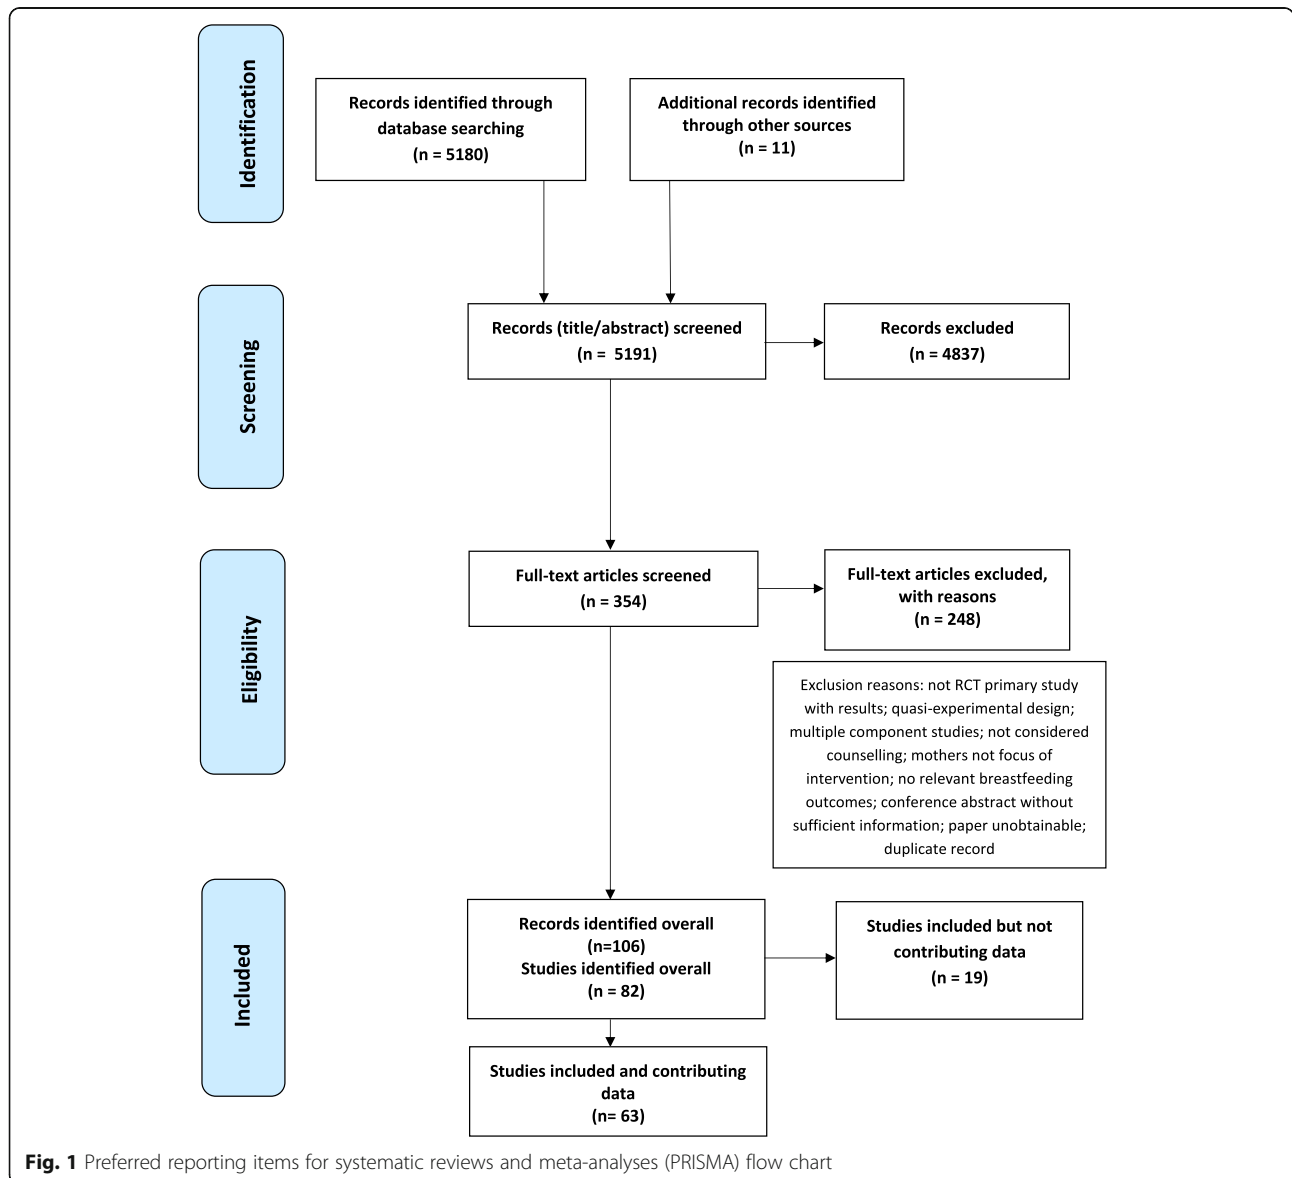 Identification
Records identified through
database searching
(n = 5180)
Additional records identified
through other sources
(n = 11)
Screening
Records (title/abstract) screened
(n = 5191)
Records excluded
(n = 4837)
Eligibility
Full-text articles screened
(n = 354)
Full-text articles excluded,
with reasons
(n = 248)
Exclusion reasons: not RCT primary study
with results; quasi-experimental design;
multiple component studies; not considered
counselling; mothers not focus of
intervention; no relevant breastfeeding
outcomes; conference abstract without
sufficient information; paper unobtainable;
duplicate record
Included
Records identified overall
(n=106)
Studies identified overall
(n = 82)
Studies included but not
contributing data
(n = 19)
Studies included and contributing
data
(n= 63)
Fig. 1 Preferred reporting items for systematic reviews and meta-analyses (PRISMA) flow chart